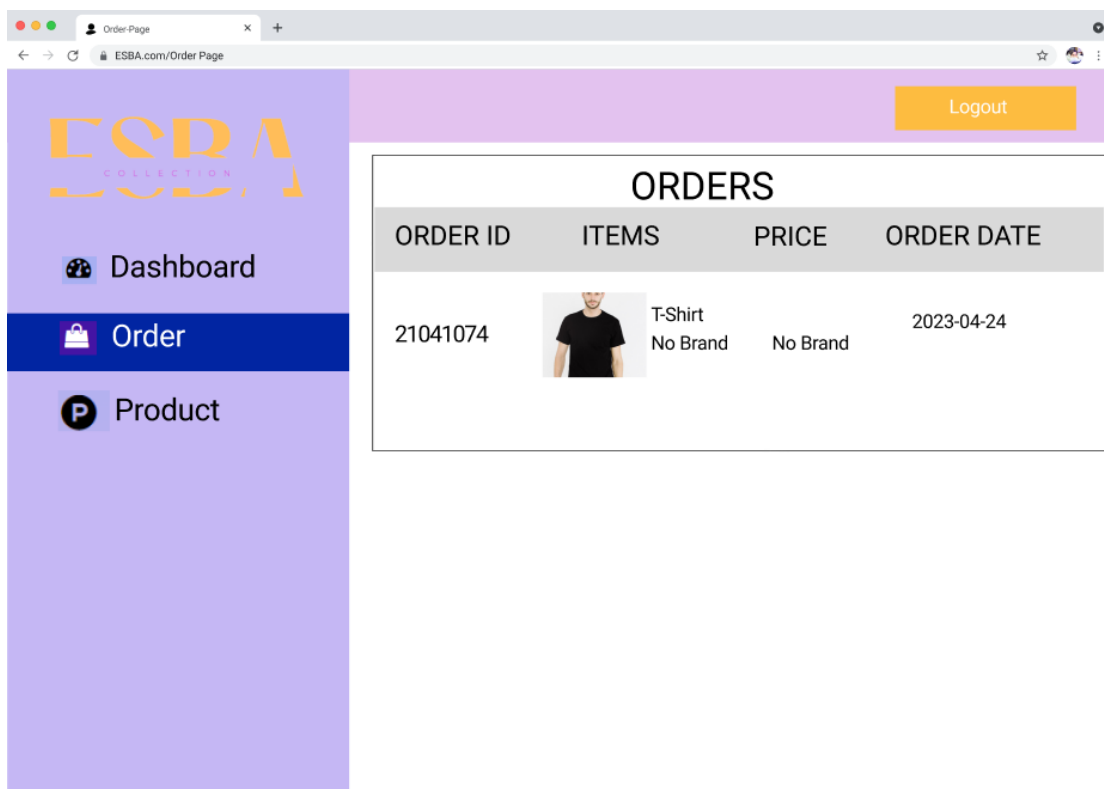 Order-Page
ESBA.com/Order Page
ESBA
COLLECTION
Logout
Dashboard
Order
Product
ORDERS
ORDER ID ITEMS PRICE ORDER DATE
21041074 T-Shirt 2023-04-24
No Brand No Brand